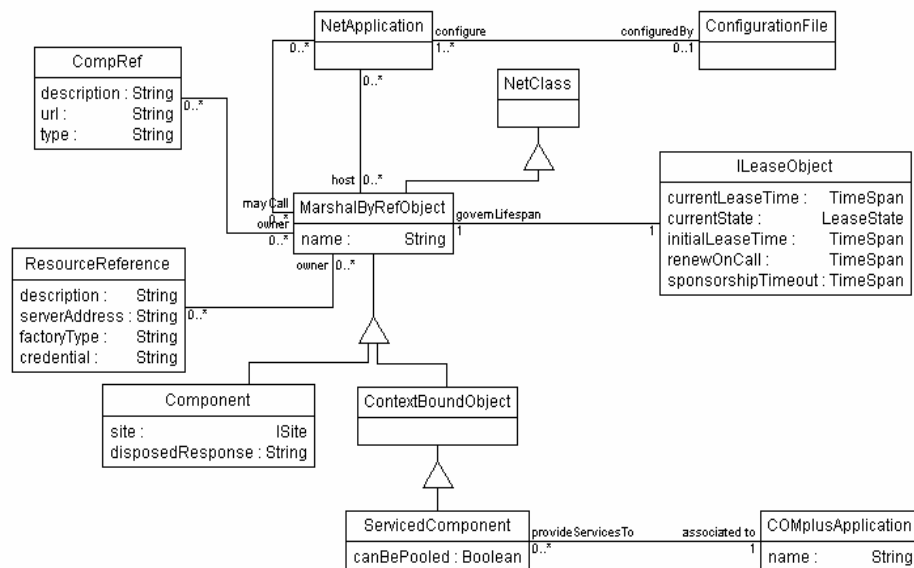 NetApplication
0..*
configure
1..*
configuredBy
0..1
ConfigurationFile
0..*
CompRef
description : String
url : String
type : String
0..*
NetClass
host
0..*
mayCall
0..*
owner
0..*
MarshalByRefObject
name : String
governLifespan
1
1
ILeaseObject
currentLeaseTime : TimeSpan
currentState : LeaseState
initialLeaseTime : TimeSpan
renewOnCall : TimeSpan
sponsorshipTimeout : TimeSpan
owner
0..*
ResourceReference
description : String
serverAddress : String
factoryType : String
credential : String
0..*
Component
site : ISite
disposedResponse : String
ContextBoundObject
ServicedComponent
canBePooled : Boolean
provideServicesTo
0..*
associated to
1
COMplusApplication
name : String